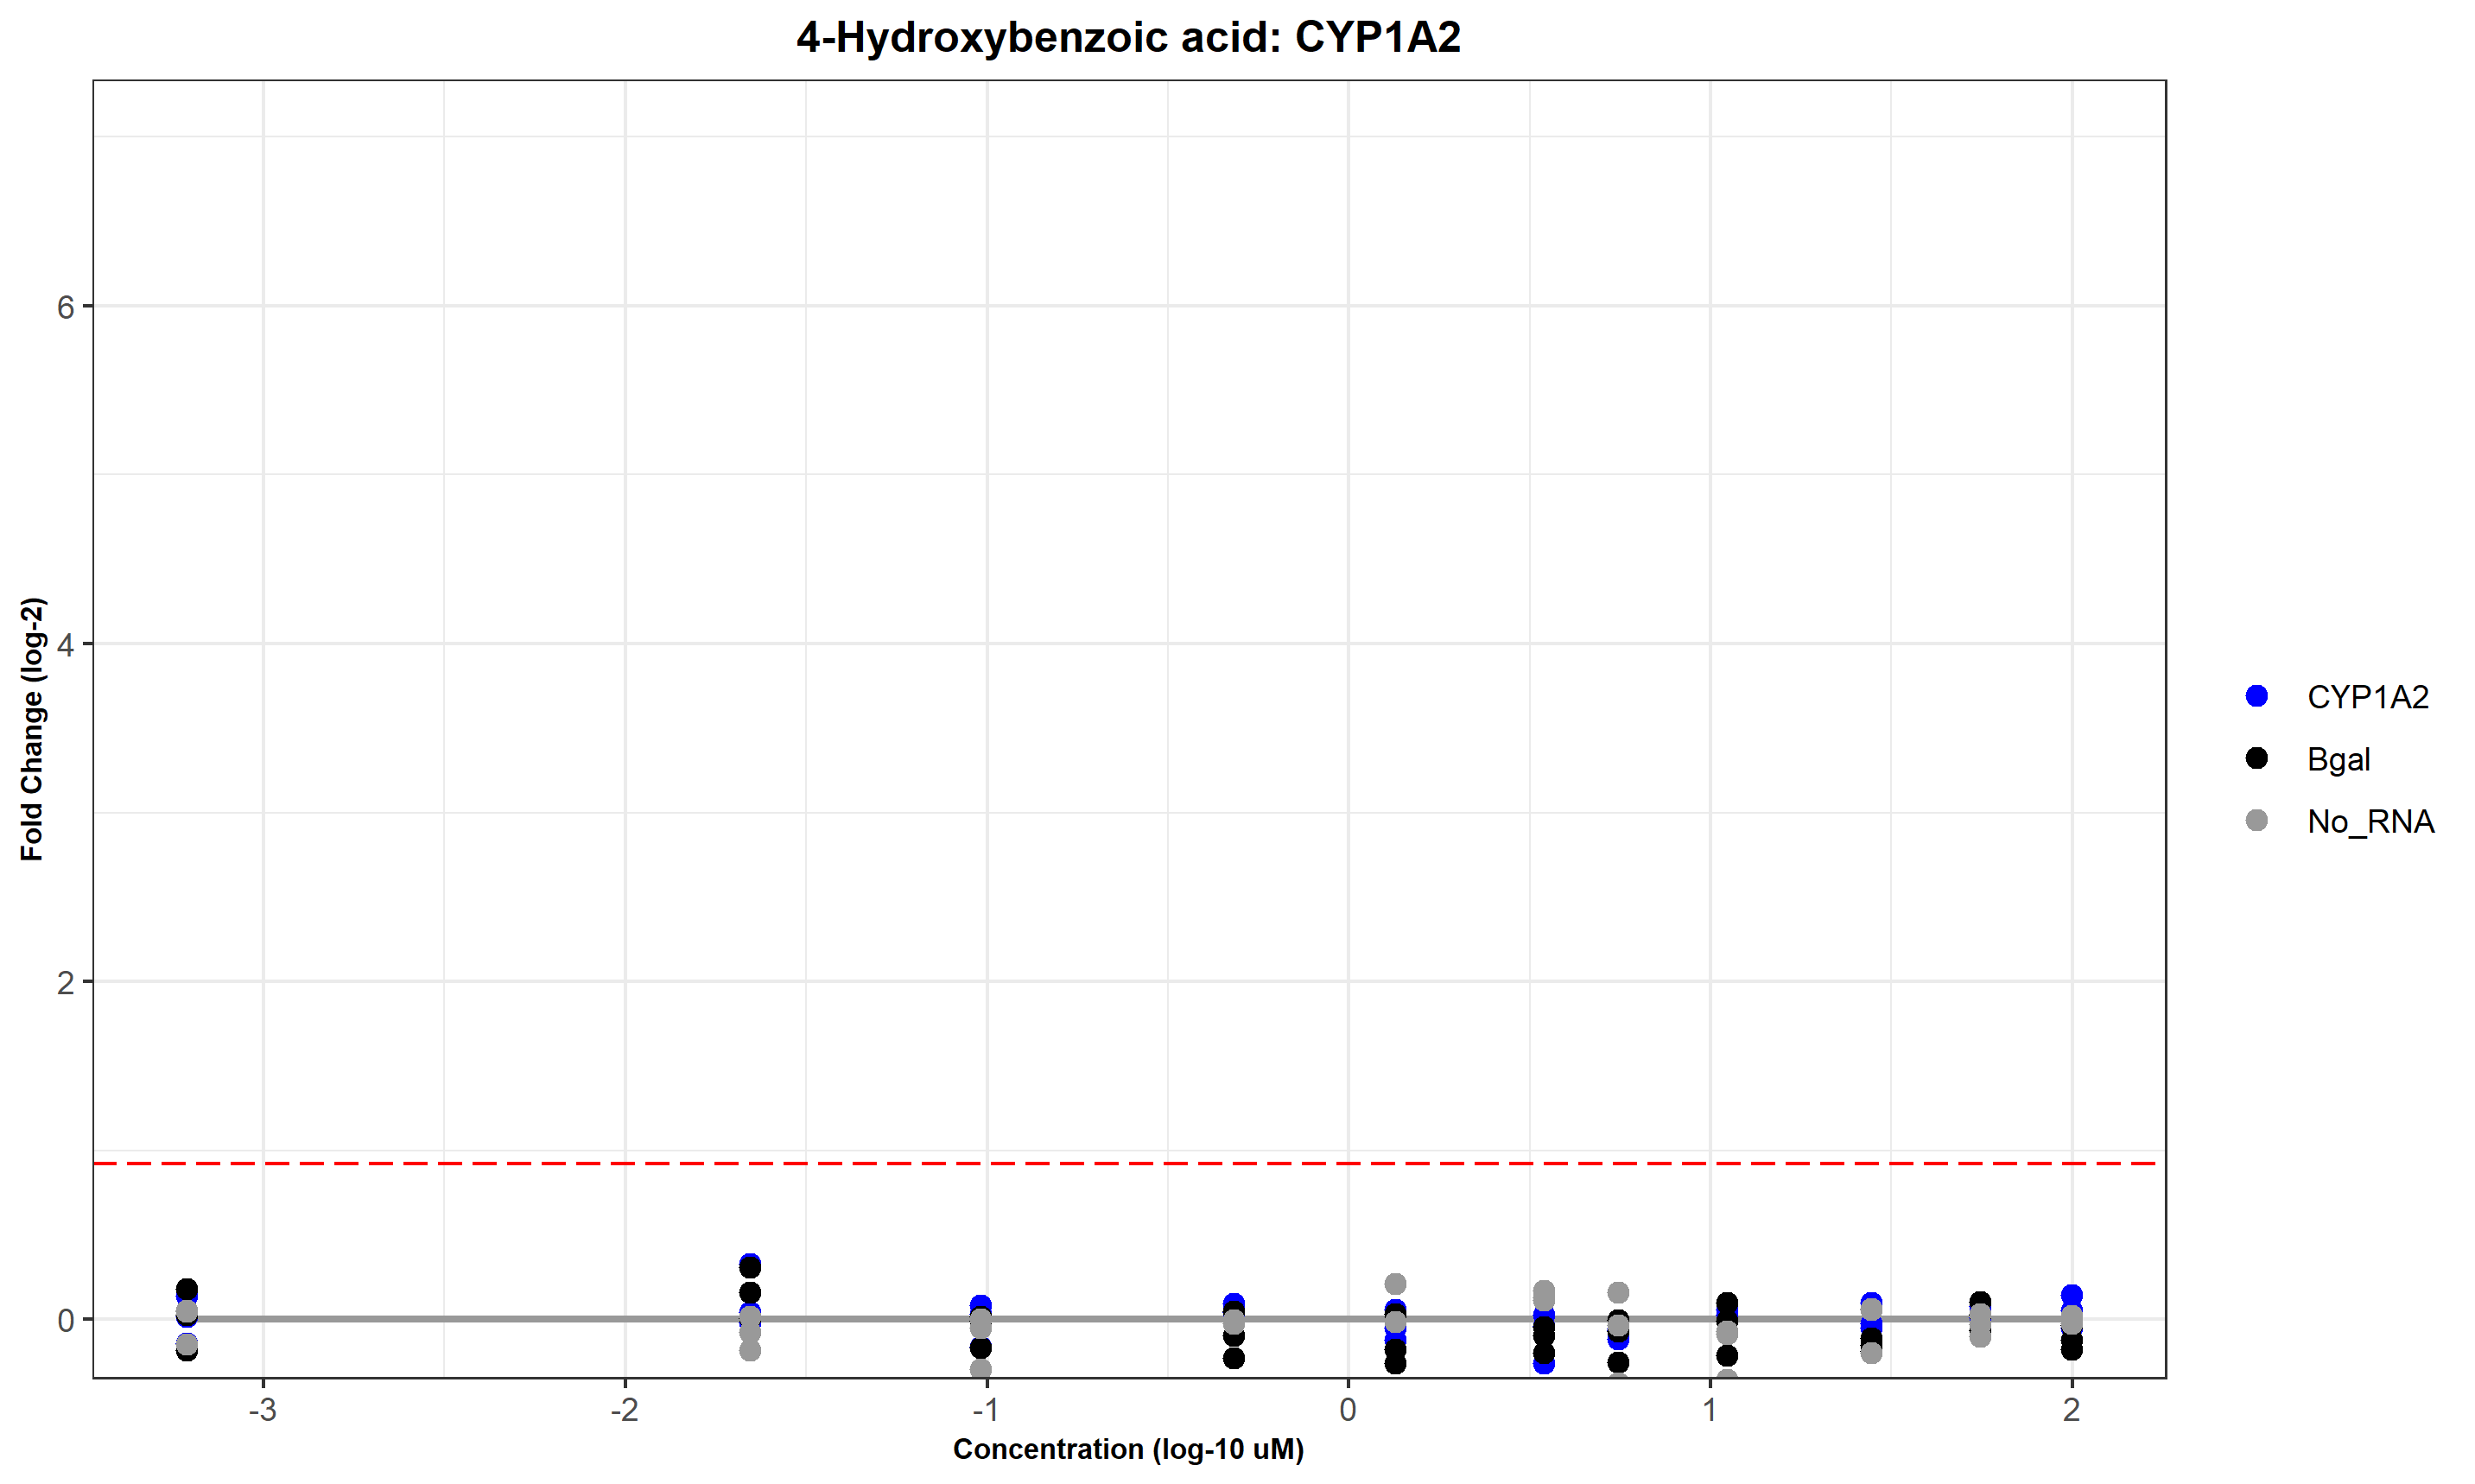 4-Hydroxybenzoic acid: CYP1A2
Fold Change (log-2)
6
4
2
0
-3
-2
-1
0
1
2
Concentration (log-10 uM)
CYP1A2
Bgal
No_RNA